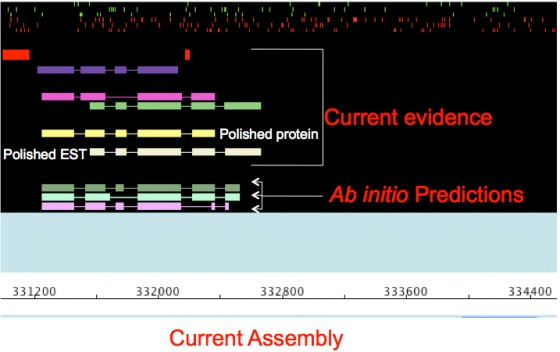 Current evidence
Polished protein
Polished EST
Ab initio Predictions
331200 332000 332800 333600 334400
Current Assembly